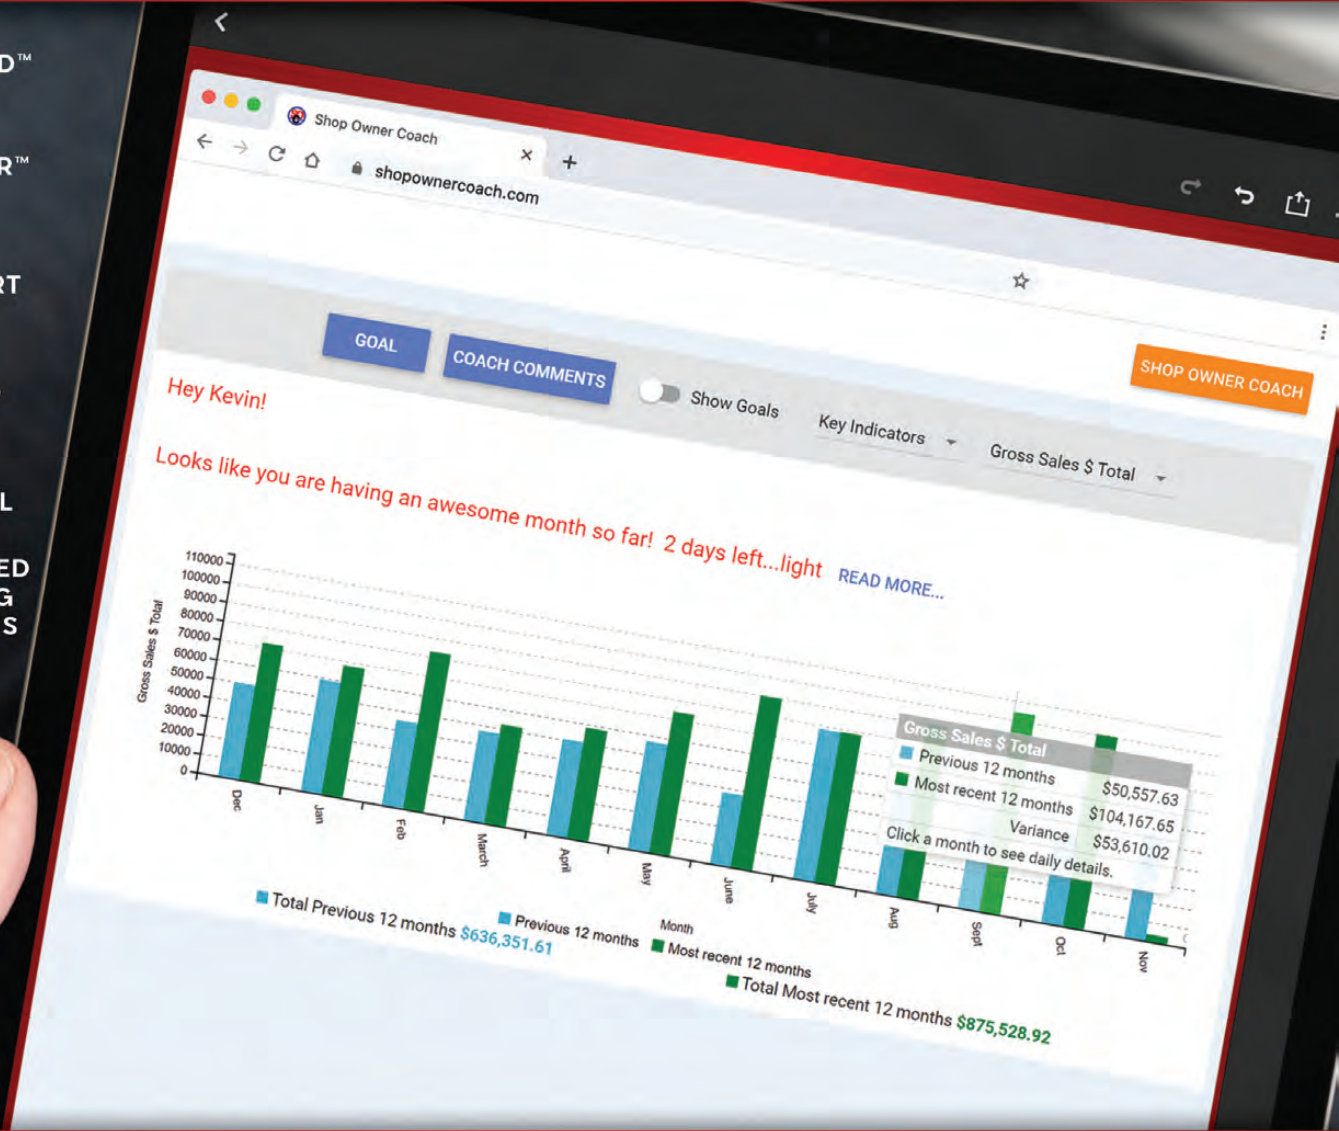 D™
R™
RT
L
ED
G
S
Shop Owner Coach
shopownercoach.com
SHOP OWNER COACH
GOAL
COACH COMMENTS
Show Goals
Key Indicators
Gross Sales $ Total
Hey Kevin!
Looks like you are having an awesome month so far! 2 days left...light READ MORE...
Gross Sales $ Total
110000
100000
90000
80000
70000
60000
50000
40000
30000
20000
10000
0
Dec
Jan
Feb
March
April
May
June
July
Aug
Sept
Oct
Nov
Month
Gross Sales $ Total
Previous 12 months $50,557.63
Most recent 12 months $104,167.65
Variance $53,610.02
Click a month to see daily details.
Previous 12 months
Most recent 12 months
Total Previous 12 months $636,351.61
Total Most recent 12 months $875,528.92